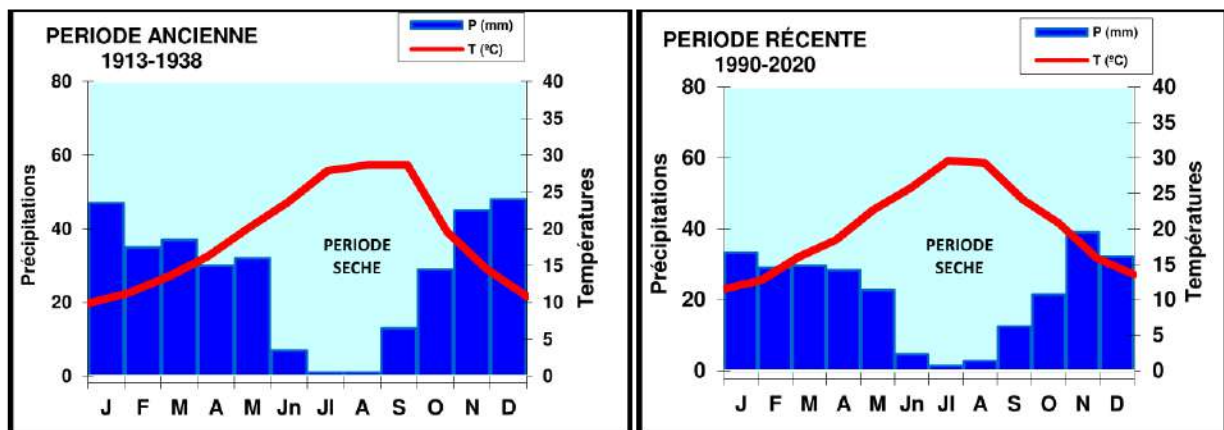 PERIODE ANCIENNE
1913-1938
P (mm)
T (ºC)
80
60
40
20
0
Précipitations
40
35
30
25
20
15
10
5
0
Températures
PERIODE
SECHE
J F M A M Jn Jl A S O N D
PERIODE RÉCENTE
1990-2020
P (mm)
T (ºC)
80
60
40
20
0
Précipitations
40
35
30
25
20
15
10
5
0
Températures
PERIODE
SECHE
J F M A M Jn Jl A S O N D